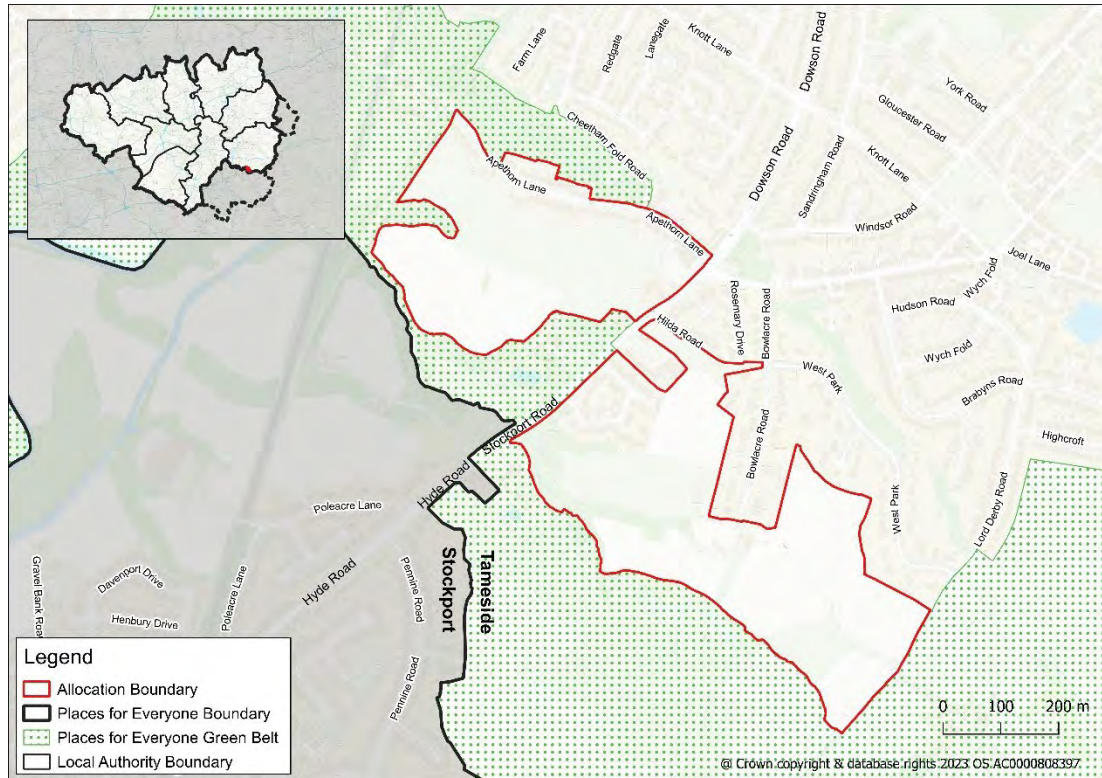 Farm Lane
Redgate
Lanegate
Knott Lane
Dowson Road
York Road
Gloucester Road
Cheetham Fold Road
Knott Lane
Apethorn Lane
Dowson Road
Sandringham Road
Windsor Road
Apethorn Lane
Joel Lane
Wych Fold
Hudson Road
Rosemary Drive
Bowlacre Road
Hilda Road
Wych Fold
West Park
Brabyns Road
Stockport Road
Bowlacre Road
Highcroft
Hyde Road
Poleacre Lane
West Park
Lord Derby Road
Tameside
Stockport
Hyde Road
Pennine Road
Gravel Bank Road
Davenport Drive
Poleacre Lane
Henbury Drive
Pennine Road
Legend
Allocation Boundary
Places for Everyone Boundary
Places for Everyone Green Belt
Local Authority Boundary
0 100 200 m
@ Crown copyright & database rights 2023 OS AC0000808397